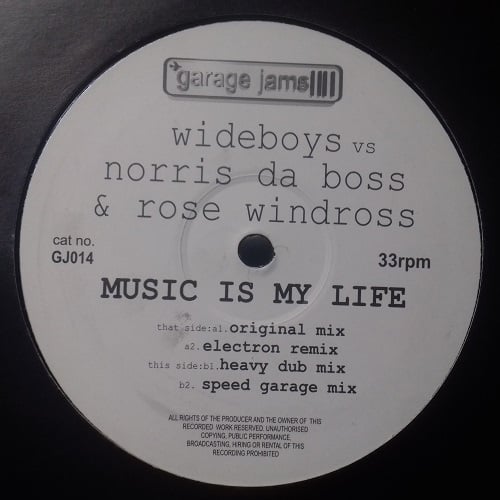 garage jams
wideboys vs
norris da boss
& rose windross
cat no.
GJ014
33rpm
MUSIC IS MY LIFE
that side:a1.original mix
a2.electron remix
this side:b1.heavy dub mix
b2. speed garage mix
ALL RIGHTS OF THE PRODUCER AND THE OWNER OF THIS
RECORDED WORK RESERVED. UNAUTHORISED
COPYING, PUBLIC PERFORMANCE,
BROADCASTING, HIRING OR RENTAL OF THIS
RECORDING PROHIBITED